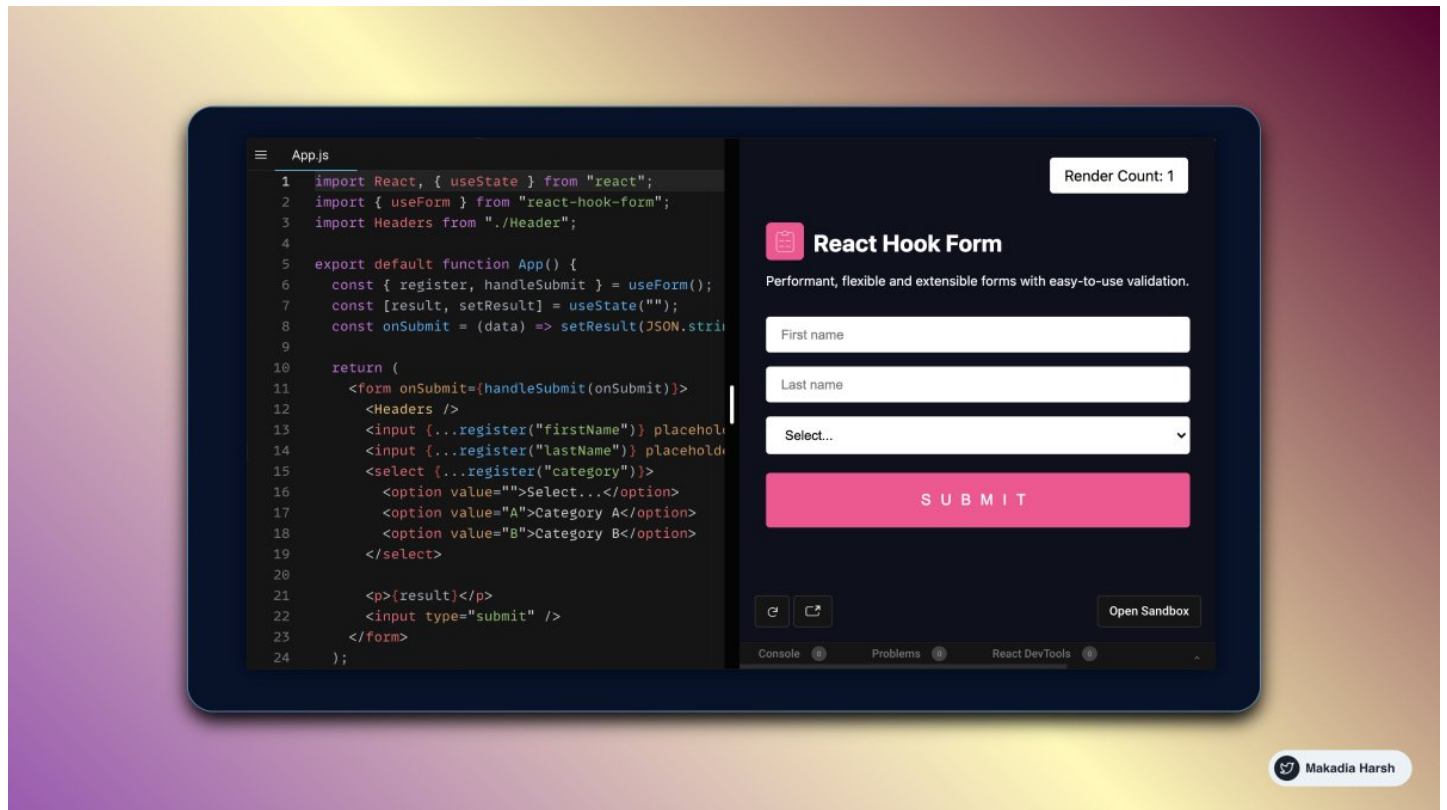 App.js
1 import React, { useState } from "react";
2 import { useForm } from "react-hook-form";
3 import Headers from "./Header";
4
5 export default function App() {
6 const { register, handleSubmit } = useForm();
7 const [result, setResult] = useState("");
8 const onSubmit = (data) => setResult(JSON.strin
9
10 return (
11 <form onSubmit={handleSubmit(onSubmit)}>
12 <Headers />
13 <input {...register("firstName")} placehol
14 <input {...register("lastName")} placehold
15 <select {...register("category")}>
16 <option value="">Select...</option>
17 <option value="A">Category A</option>
18 <option value="B">Category B</option>
19 </select>
20
21 <p>{result}</p>
22 <input type="submit" />
23 </form>
24 );
Render Count: 1
React Hook Form
Performant, flexible and extensible forms with easy-to-use validation.
First name
Last name
Select...
SUBMIT
Open Sandbox
Console 0 Problems 0 React DevTools 0
Makadia Harsh